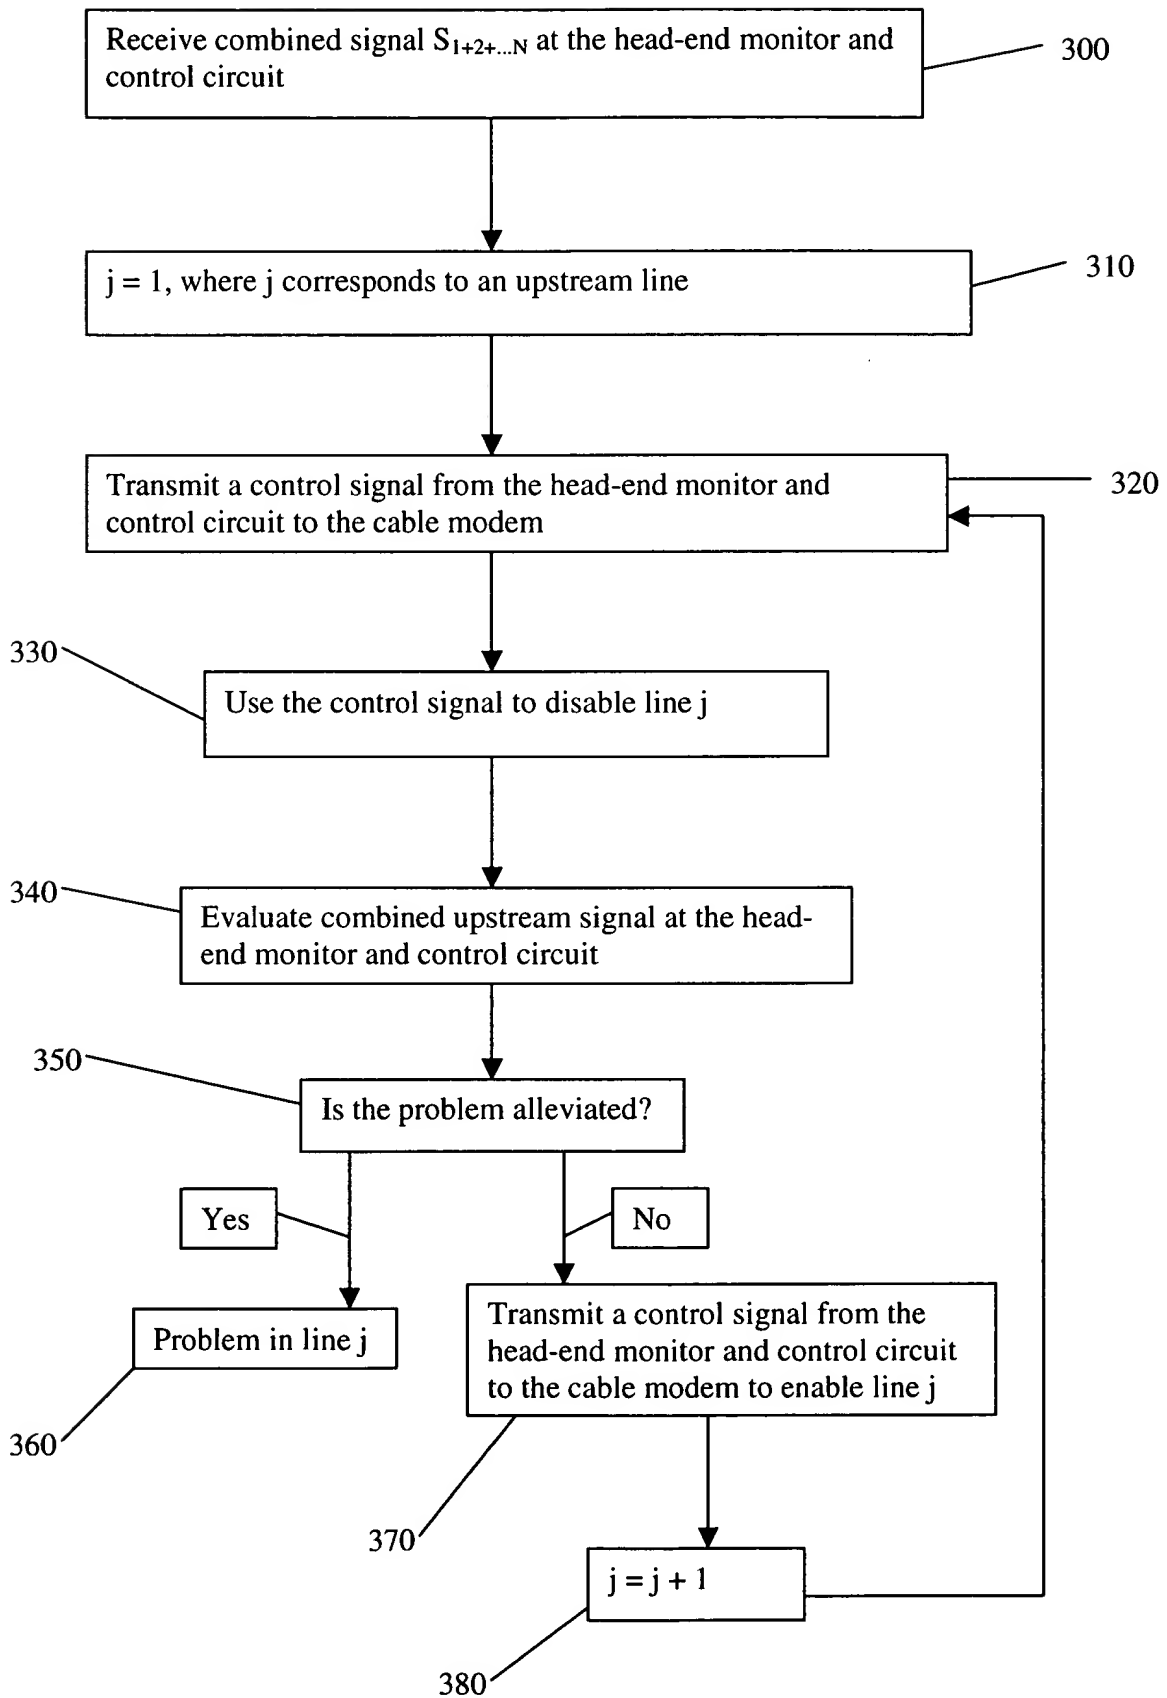 Receive combined signal S1+2+...N at the head-end monitor and
control circuit
300
j = 1, where j corresponds to an upstream line
310
Transmit a control signal from the head-end monitor and
control circuit to the cable modem
320
330
Use the control signal to disable line j
340
Evaluate combined upstream signal at the head-
end monitor and control circuit
350
Is the problem alleviated?
Yes
No
Problem in line j
360
Transmit a control signal from the
head-end monitor and control circuit
to the cable modem to enable line j
370
j = j + 1
380